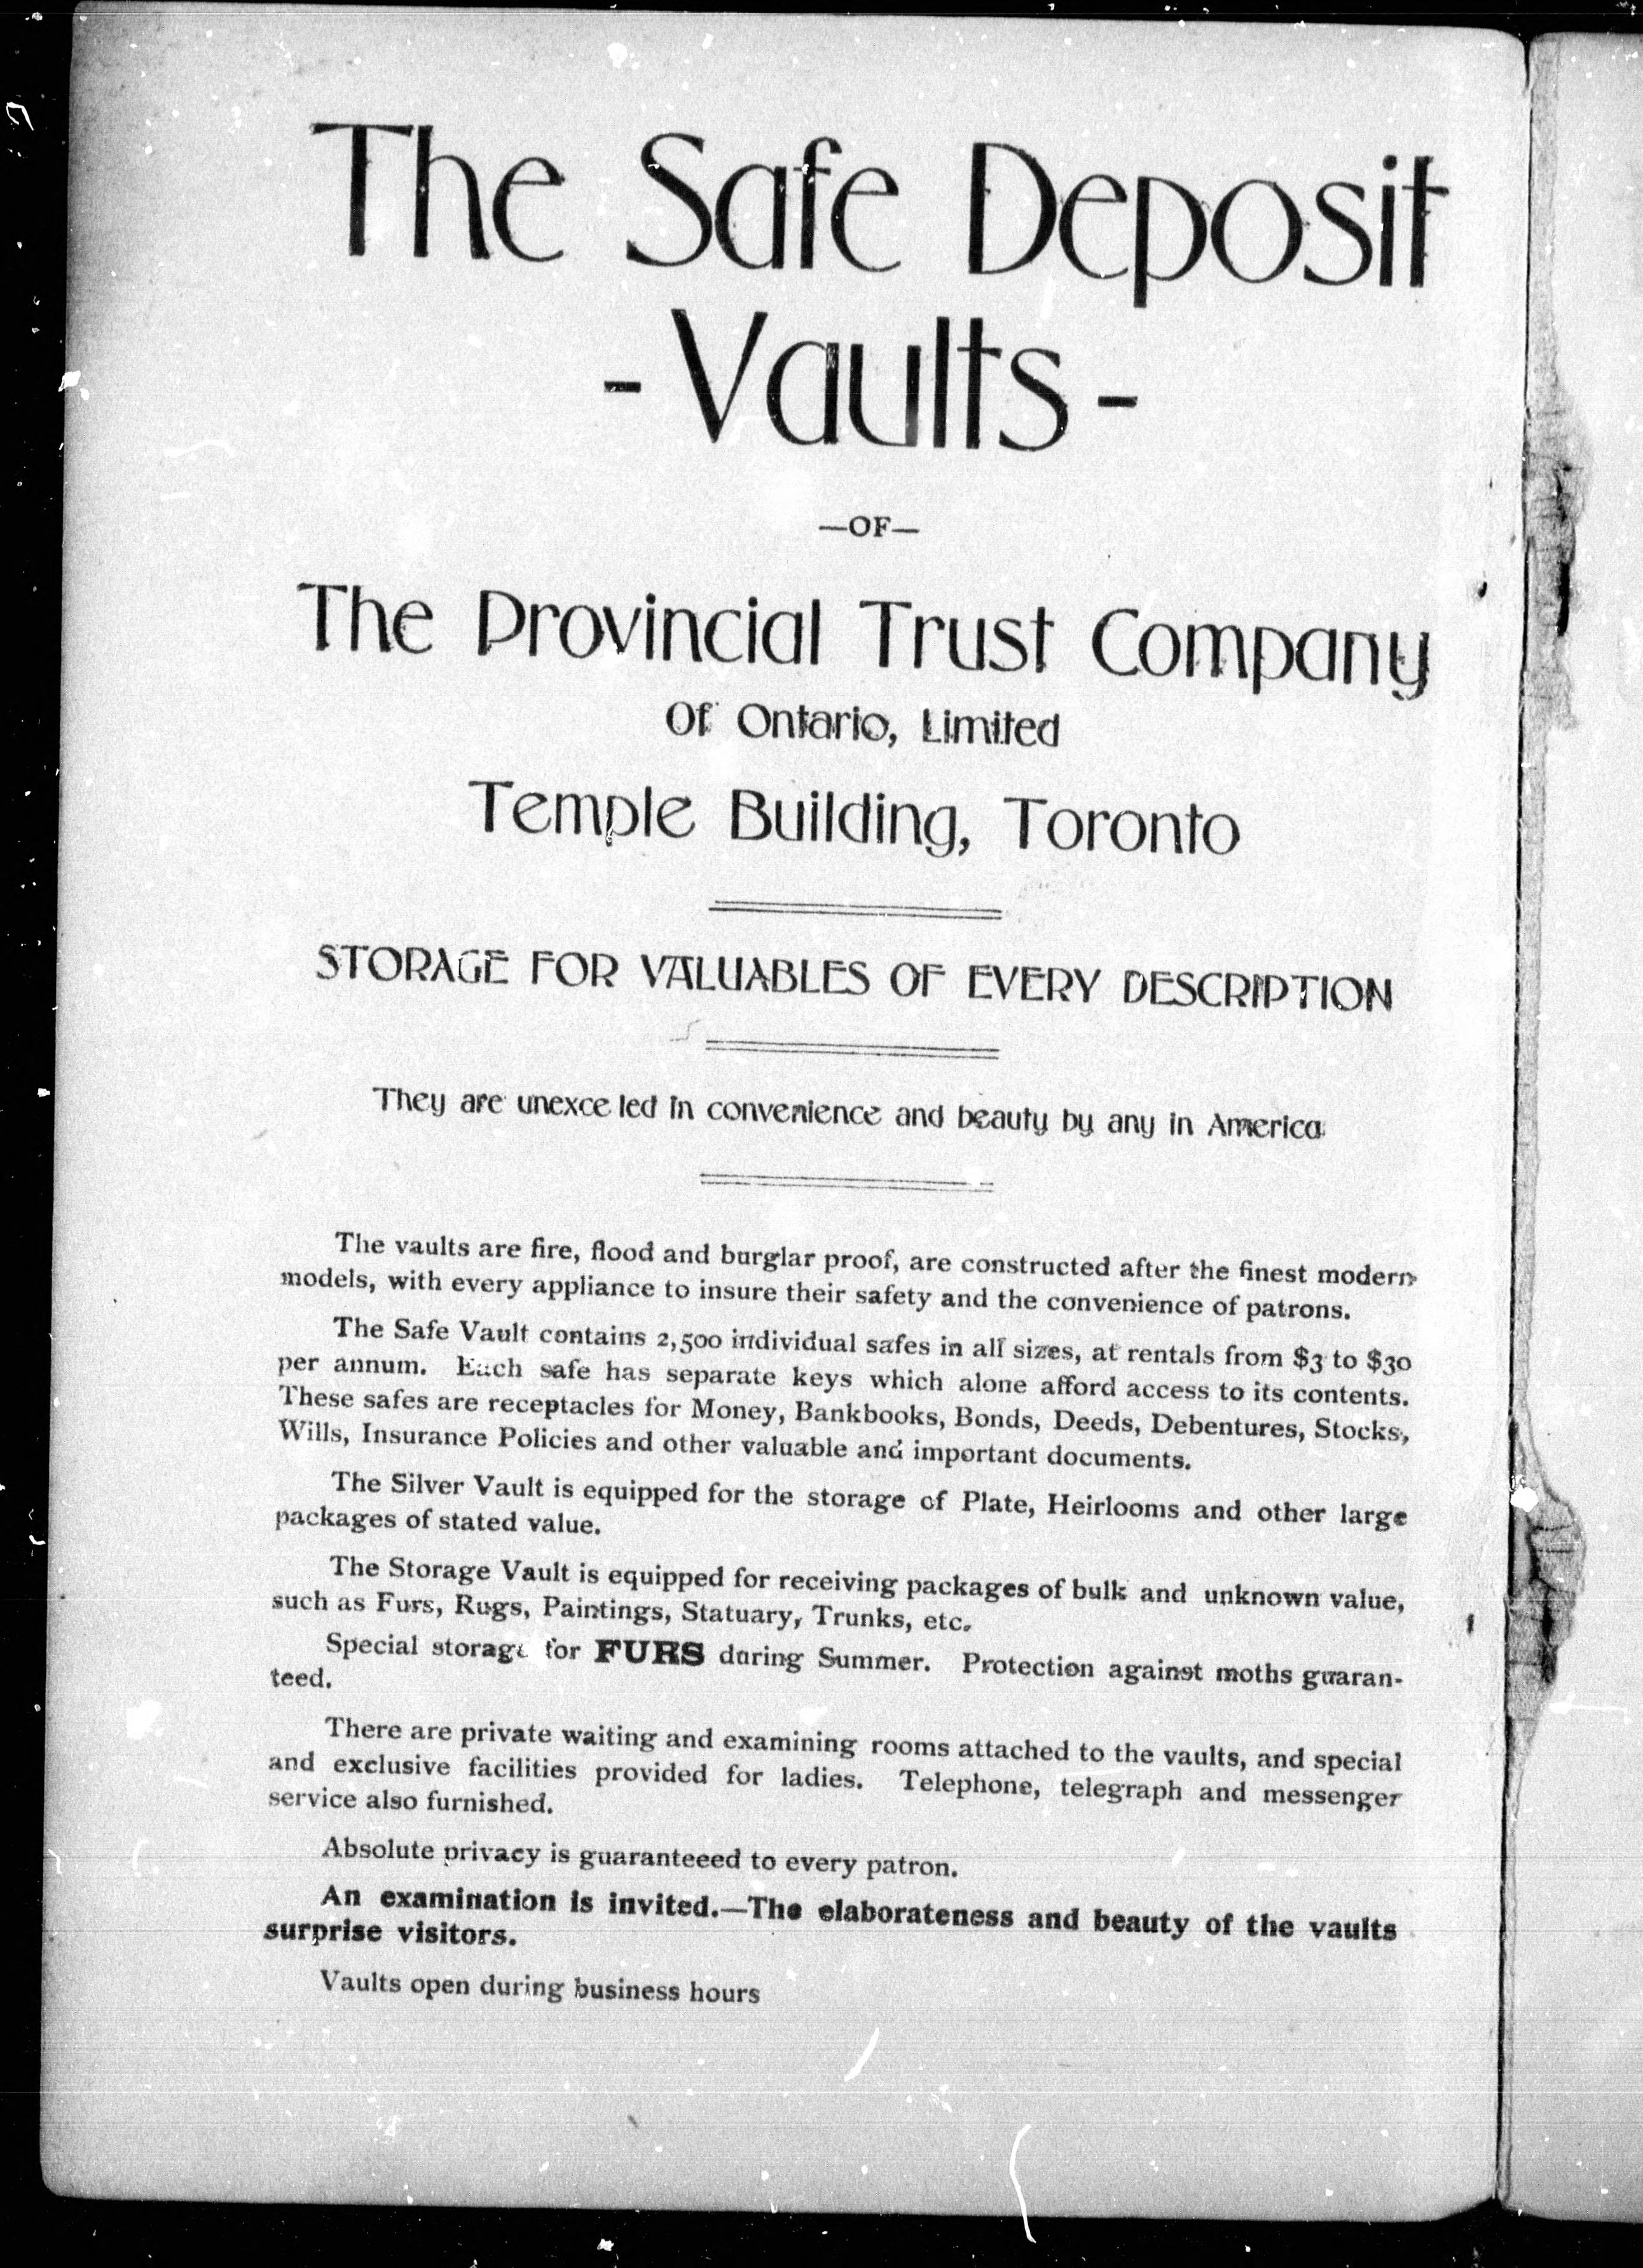 The Safe Deposit
- Vaults -
—OF—
The Provincial Trust Company
Of Ontario, Limited
Temple Building, Toronto
STORAGE FOR VALUABLES OF EVERY DESCRIPTION
They are unexce led in convenience and beauty by any in America
The vaults are fire, flood and burglar proof, are constructed after the finest modern
models, with every appliance to insure their safety and the convenience of patrons.
The Safe Vault contains 2,500 individual safes in all sizes, at rentals from $3 to $30
per annum. Each safe has separate keys which alone afford access to its contents.
These safes are receptacles for Money, Bankbooks, Bonds, Deeds, Debentures, Stocks,
Wills, Insurance Policies and other valuable and important documents.
The Silver Vault is equipped for the storage of Plate, Heirlooms and other large
packages of stated value.
The Storage Vault is equipped for receiving packages of bulk and unknown value,
such as Furs, Rugs, Paintings, Statuary, Trunks, etc.
Special storage for FURS during Summer. Protection against moths guaran-
teed.
There are private waiting and examining rooms attached to the vaults, and special
and exclusive facilities provided for ladies. Telephone, telegraph and messenger
service also furnished.
Absolute privacy is guaranteeed to every patron.
An examination is invited.—The elaborateness and beauty of the vaults
surprise visitors.
Vaults open during business hours